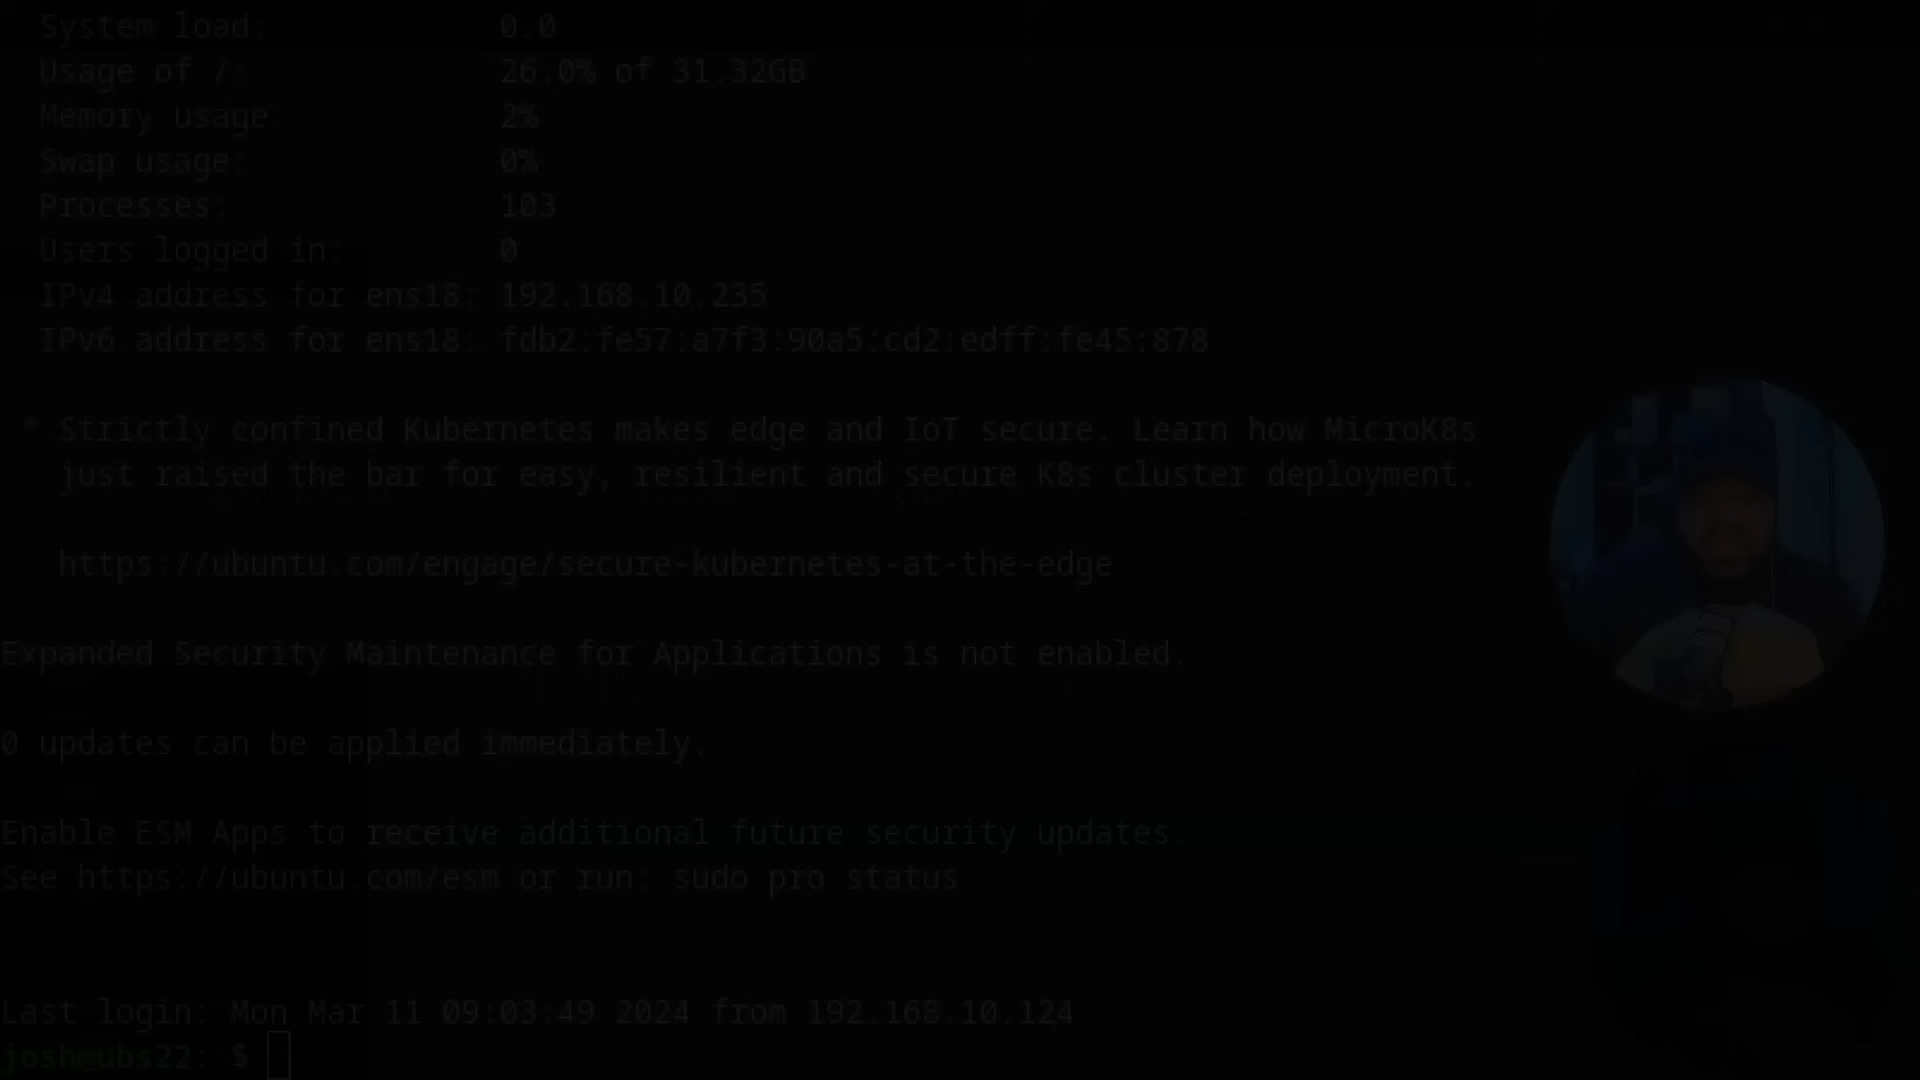 System load: 0.0
Usage of /: 26.0% of 31.32GB
Memory usage: 2%
Swap usage: 0%
Processes: 103
Users logged in: 0
IPv4 address for ens18: 192.168.10.235
IPv6 address for ens18: fdb2:fe57:a7f3:90a5:cd2:edff:fe45:878
* Strictly confined Kubernetes makes edge and IoT secure. Learn how MicroK8s
just raised the bar for easy, resilient and secure K8s cluster deployment.
https://ubuntu.com/engage/secure-kubernetes-at-the-edge
Expanded Security Maintenance for Applications is not enabled.
0 updates can be applied immediately.
Enable ESM Apps to receive additional future security updates.
See https://ubuntu.com/esm or run: sudo pro status
Last login: Mon Mar 11 09:03:49 2024 from 192.168.10.124
josh@ubs22:~$